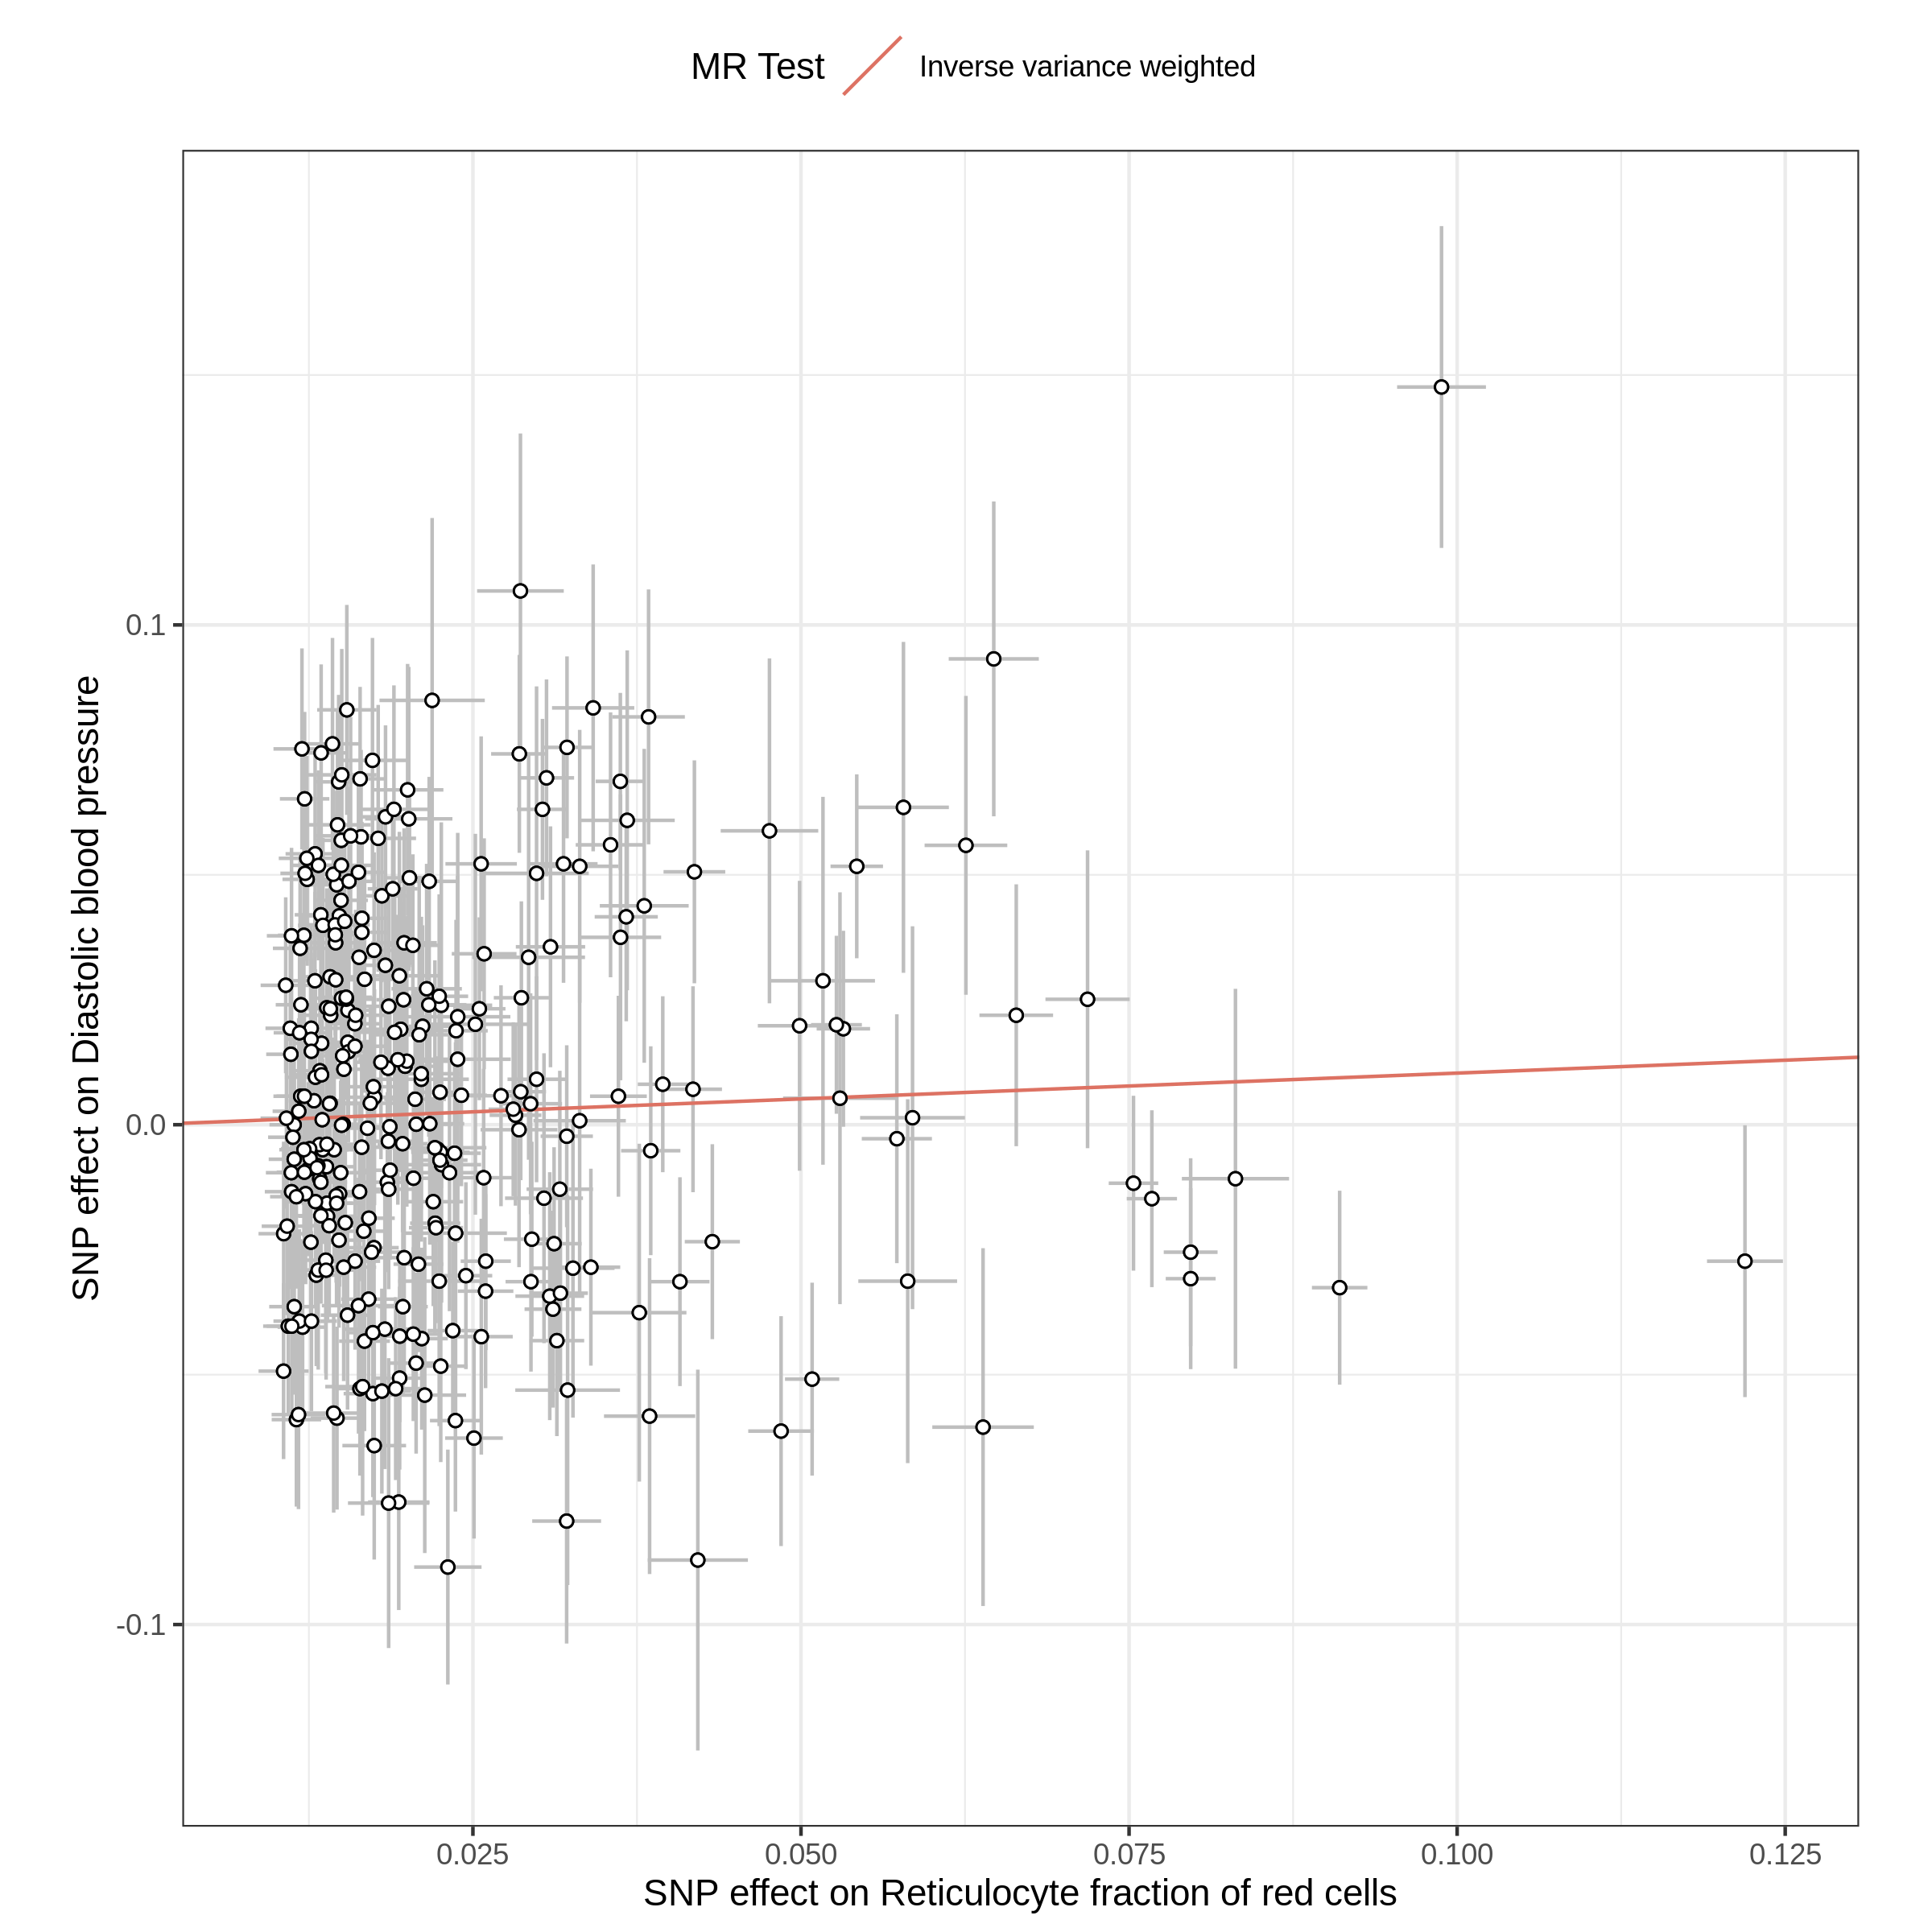 MR Test Inverse variance weighted
SNP effect on Diastolic blood pressure
0.1
0.0
-0.1
0.025 0.050 0.075 0.100 0.125
SNP effect on Reticulocyte fraction of red cells